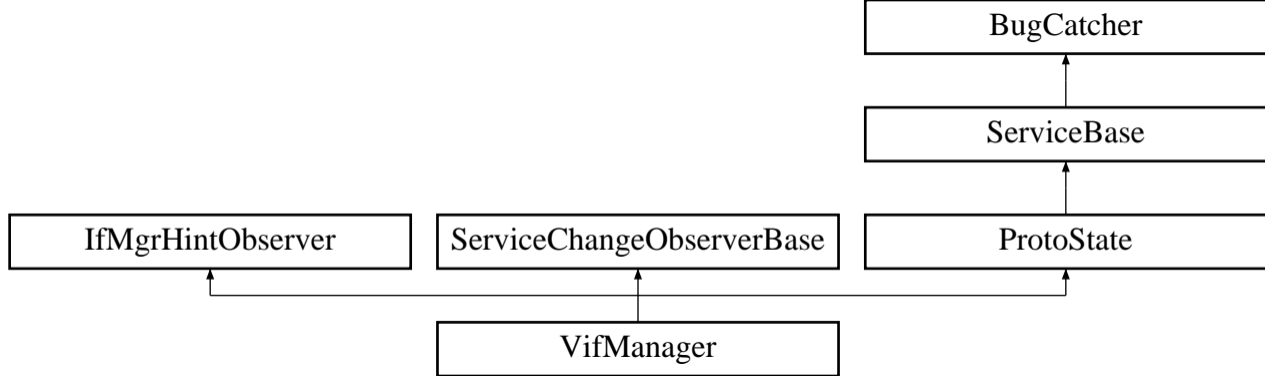 BugCatcher
ServiceBase
IfMgrHintObserver
ServiceChangeObserverBase
ProtoState
VifManager